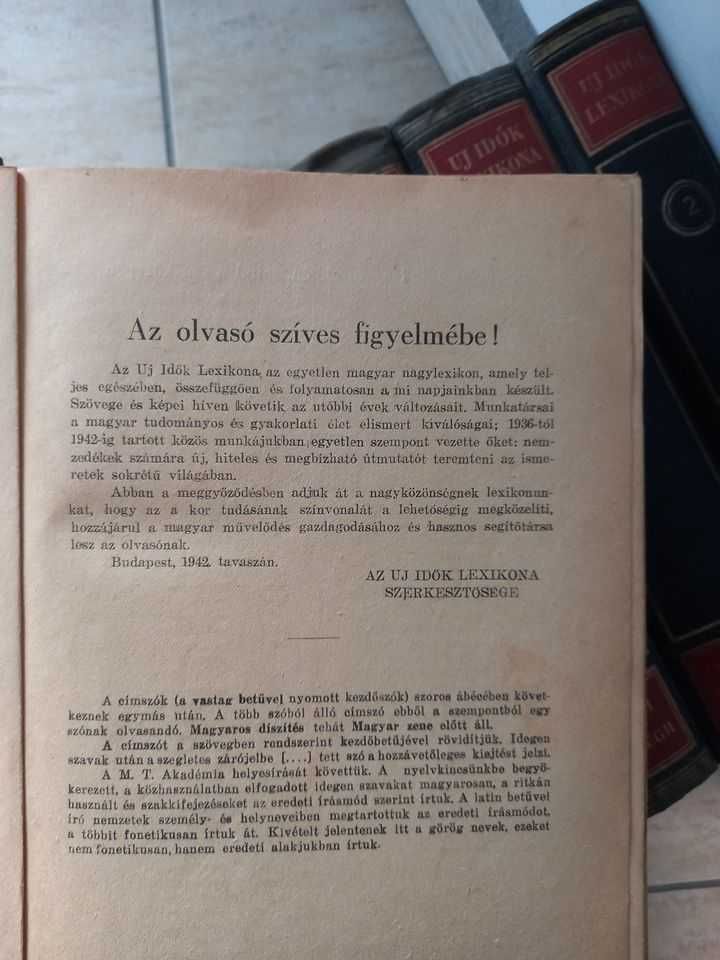 UJ IDŐK
LEXIKONA
UJ IDŐK
LEXIKONA
2
Az olvasó szíves figyelmébe!
Az Uj Idők Lexikona az egyetlen magyar nagylexikon, amely tel-
jes egészében, összefüggően és folyamatosan a mi napjainkban készült.
Szövege és képei híven követik az utóbbi évek változásait. Munkatársai
a magyar tudományos és gyakorlati élet elismert kiválóságai; 1936-tól
1942-ig tartott közös munkájukban egyetlen szempont vezette őket: nem-
zedékek számára új, hiteles és megbízható útmutatót teremteni az isme-
retek sokrétű világában.
Abban a meggyőződésben adjuk át a nagyközönségnek lexikonun-
kat, hogy az a kor tudásának színvonalát a lehetőségig megközelíti,
hozzájárul a magyar művelődés gazdagodásához és hasznos segítőtársa
lesz az olvasónak.
Budapest, 1942. tavaszán.
AZ UJ IDŐK LEXIKONA
SZERKESZTŐSÉGE
A címszók (a vastag betűvel nyomott kezdőszók) szoros ábécében követ-
keznek egymás után. A több szóból álló címszó ebből a szempontból egy
szónak olvasandó. Magyaros díszítés tehát Magyar zene előtt áll.
A címszót a szövegben rendszerint kezdőbetűjével rövidítjük. Idegen
szavak után a szegletes zárójelbe [....] tett szó a hozzávetőleges kiejtést jelzi.
A M. T. Akadémia helyesírását követtük. A nyelvkincsünkbe begyö-
kerezett, a közhasználatban elfogadott idegen szavakat magyarosan, a ritkán
használt és szakkifejezéseket az eredeti írásmód szerint írtuk. A latin betűvel
író nemzetek személy- és helyneveiben megtartottuk az eredeti írásmódot,
a többit fonetikusan írtuk át. Kivételt jelentenek itt a görög nevek, ezeket
nem fonetikusan, hanem eredeti alakjukban írtuk.